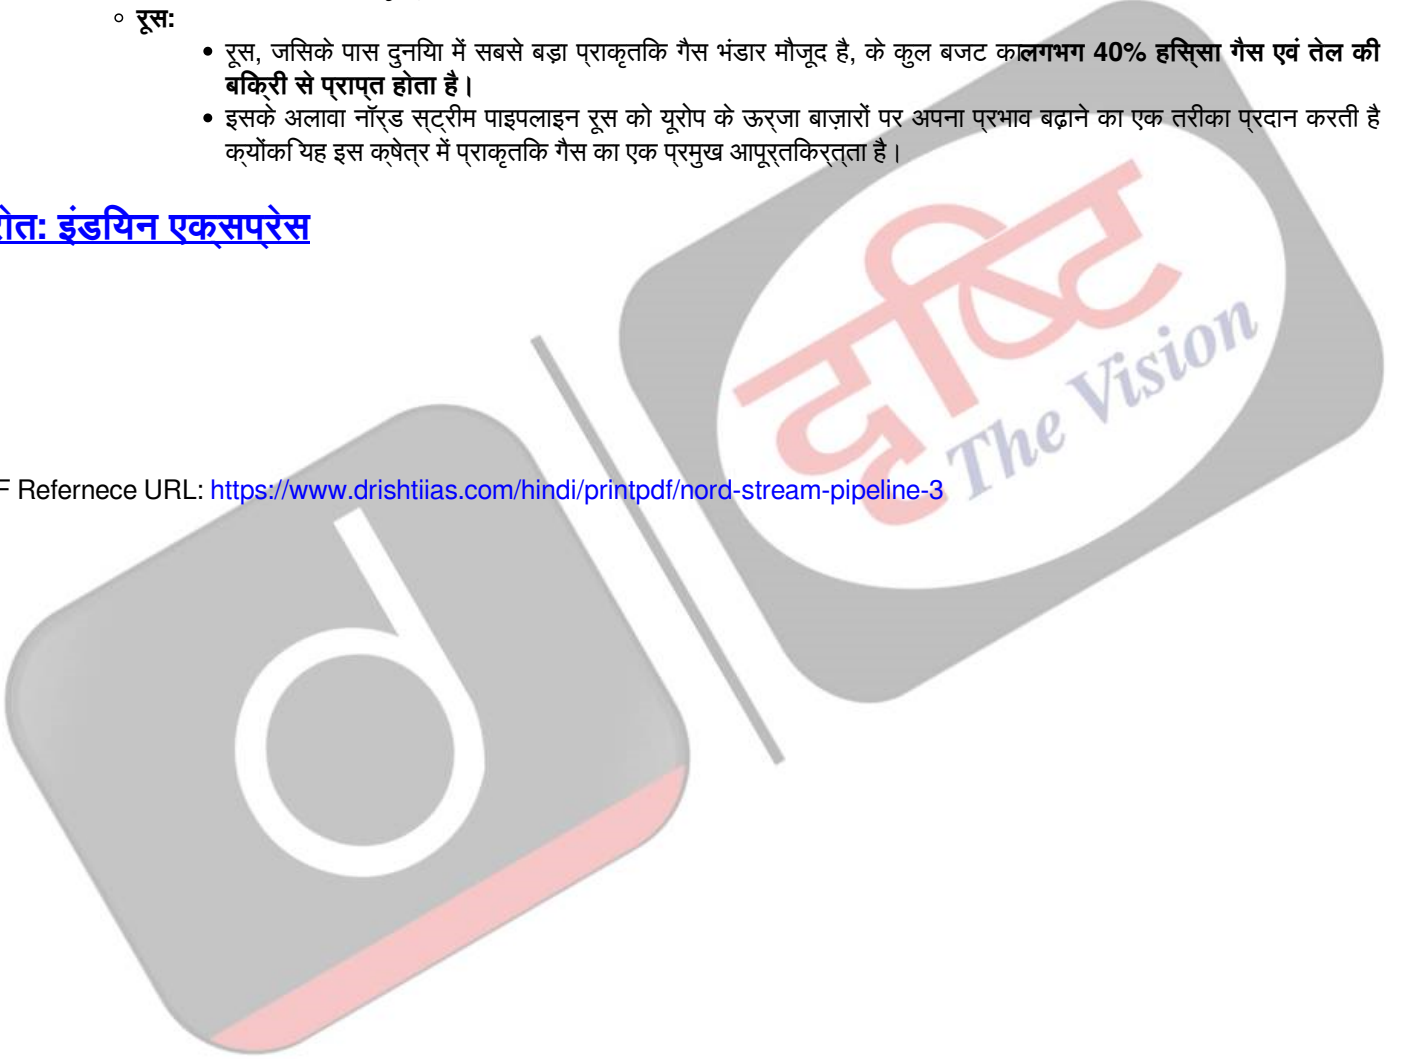 रूस:
रूस, जिसके पास दुनिया में सबसे बड़ा प्राकृतिक गैस भंडार मौजूद है, के कुल बजट का लगभग 40% हिस्सा गैस एवं तेल की
बिक्री से प्राप्त होता है।
इसके अलावा नॉर्ड स्ट्रीम पाइपलाइन रूस को यूरोप के ऊर्जा बाज़ारों पर अपना प्रभाव बढ़ाने का एक तरीका प्रदान करती है
क्योंकि यह इस क्षेत्र में प्राकृतिक गैस का एक प्रमुख आपूर्तिकर्त्ता है।
इंडियन एक्सप्रेस
दृष्टि
The Vision
F Refernece URL: https://www.drishtiias.com/hindi/printpdf/nord-stream-pipeline-3
d